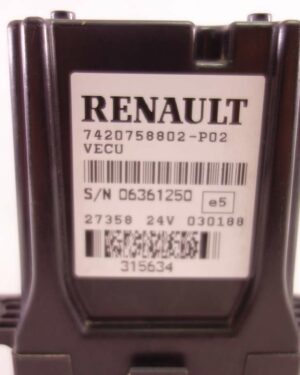 RENAULT
7420758802-P02
VECU
S/N 06361250 e5
27358 24V 030188
315634